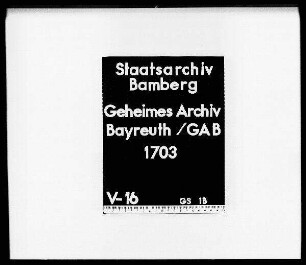 Staatsarchiv
Bamberg
Geheimes Archiv
Bayreuth /GAB
1703
V-16 GS 18